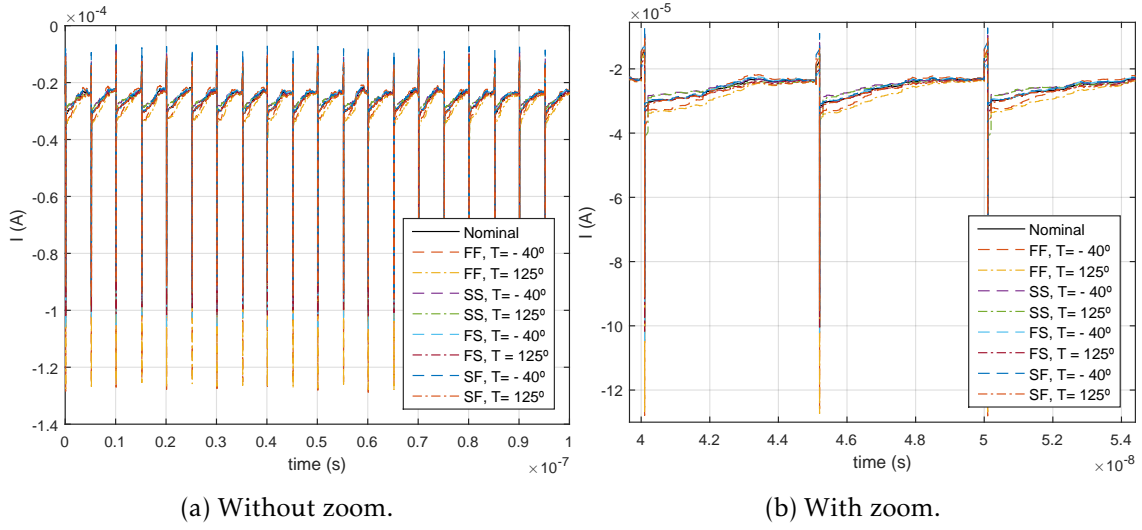 ×10⁻⁴
0
-0.2
-0.4
-0.6
-0.8
-1
-1.2
-1.4
I (A)
0 0.1 0.2 0.3 0.4 0.5 0.6 0.7 0.8 0.9 1
time (s)
×10⁻⁷
Nominal
FF, T= - 40º
FF, T= 125º
SS, T= - 40º
SS, T= 125º
FS, T= - 40º
FS, T = 125º
SF, T= - 40º
SF, T= 125º
(a) Without zoom.
×10⁻⁵
-2
-4
-6
-8
-10
-12
I (A)
4 4.2 4.4 4.6 4.8 5 5.2 5.4
time (s)
×10⁻⁸
Nominal
FF, T= - 40º
FF, T= 125º
SS, T= - 40º
SS, T= 125º
FS, T= - 40º
FS, T = 125º
SF, T= - 40º
SF, T= 125º
(b) With zoom.